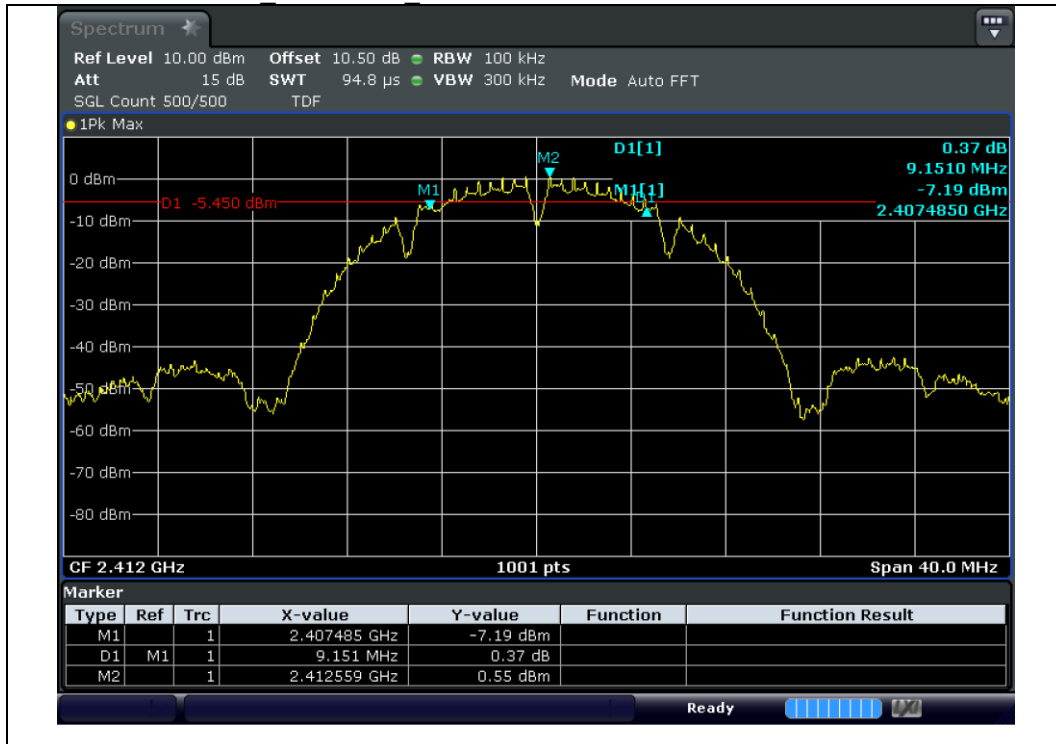 Spectrum
Ref Level 10.00 dBm Offset 10.50 dB RBW 100 kHz
Att 15 dB SWT 94.8 µs VBW 300 kHz Mode Auto FFT
SGL Count 500/500 TDF
1Pk Max
D1[1] 0.37 dB
9.1510 MHz
M1[1] -7.19 dBm
2.4074850 GHz
M2
M1
D1
0 dBm
D1 -5.450 dBm
-10 dBm
-20 dBm
-30 dBm
-40 dBm
-50 dBm
-60 dBm
-70 dBm
-80 dBm
CF 2.412 GHz 1001 pts Span 40.0 MHz
Marker
Type Ref Trc X-value Y-value Function Function Result
M1 1 2.407485 GHz -7.19 dBm
D1 M1 1 9.151 MHz 0.37 dB
M2 1 2.412559 GHz 0.55 dBm
Ready LXI